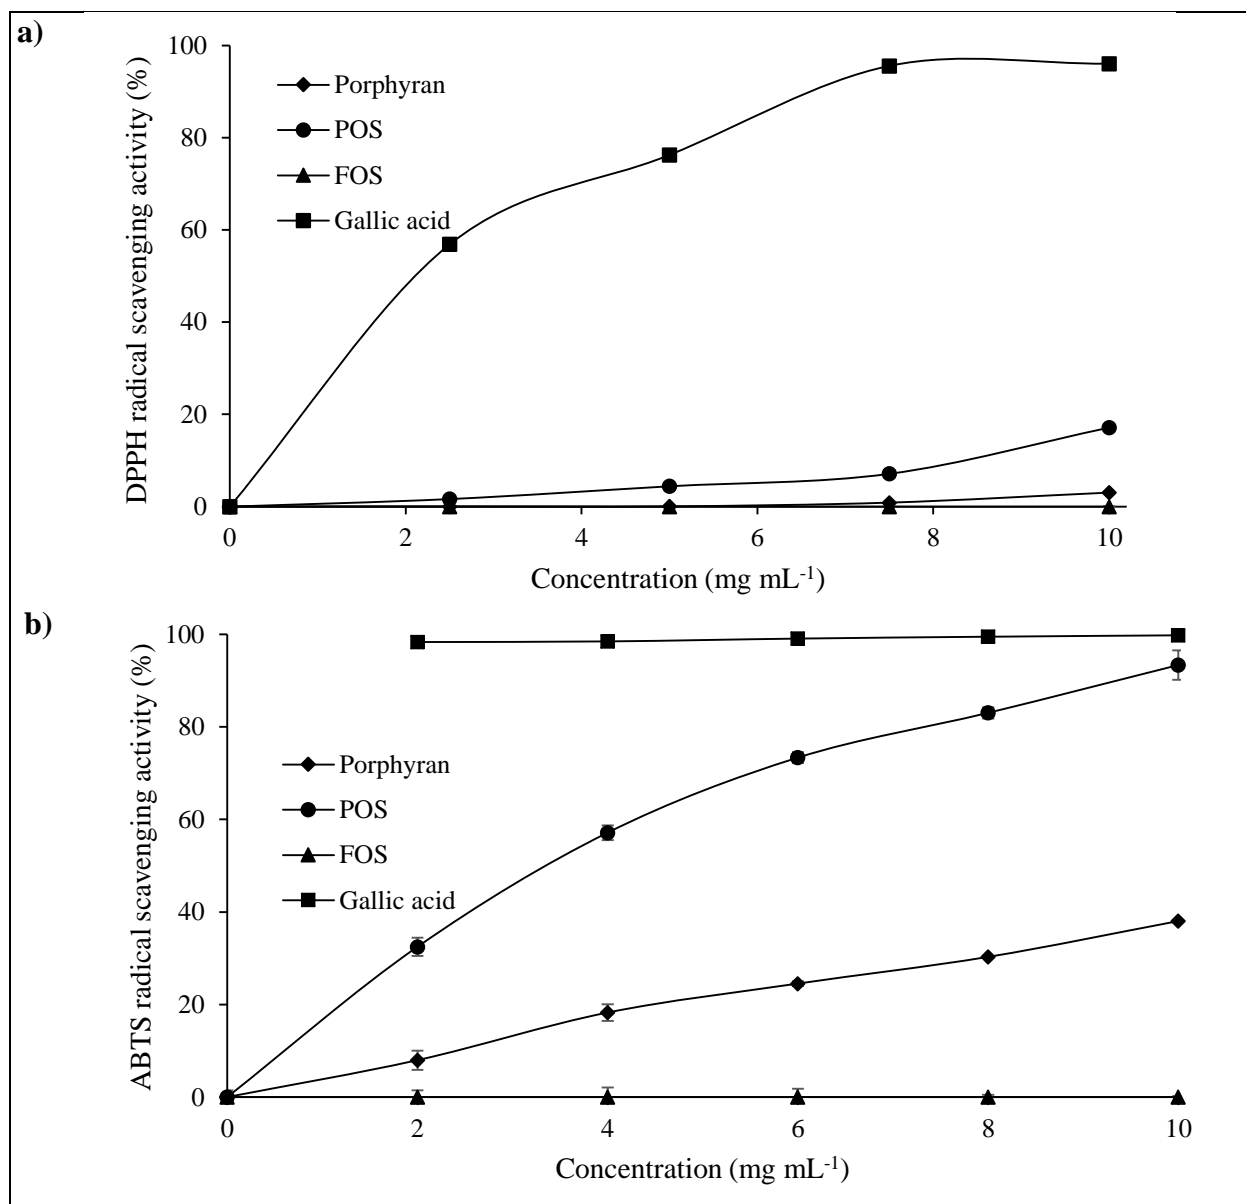 a)
DPPH radical scavenging activity (%)
100
80
60
40
20
0
Porphyran
POS
FOS
Gallic acid
0 2 4 6 8 10
Concentration (mg mL⁻¹)
b)
ABTS radical scavenging activity (%)
100
80
60
40
20
0
Porphyran
POS
FOS
Gallic acid
0 2 4 6 8 10
Concentration (mg mL⁻¹)